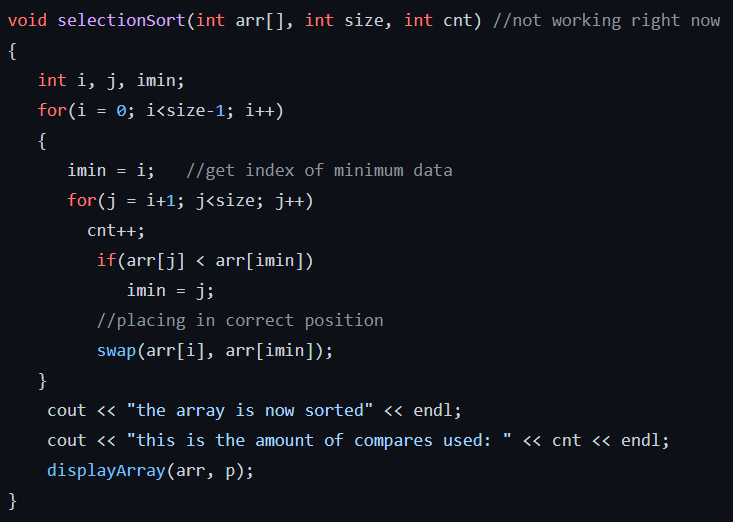 void selectionSort(int arr[], int size, int cnt) //not working right now
{
int i, j, imin;
for(i = 0; i<size-1; i++)
{
imin = i; //get index of minimum data
for(j = i+1; j<size; j++)
cnt++;
if(arr[j] < arr[imin])
imin = j;
//placing in correct position
swap(arr[i], arr[imin]);
}
cout << "the array is now sorted" << endl;
cout << "this is the amount of compares used: " << cnt << endl;
displayArray(arr, p);
}